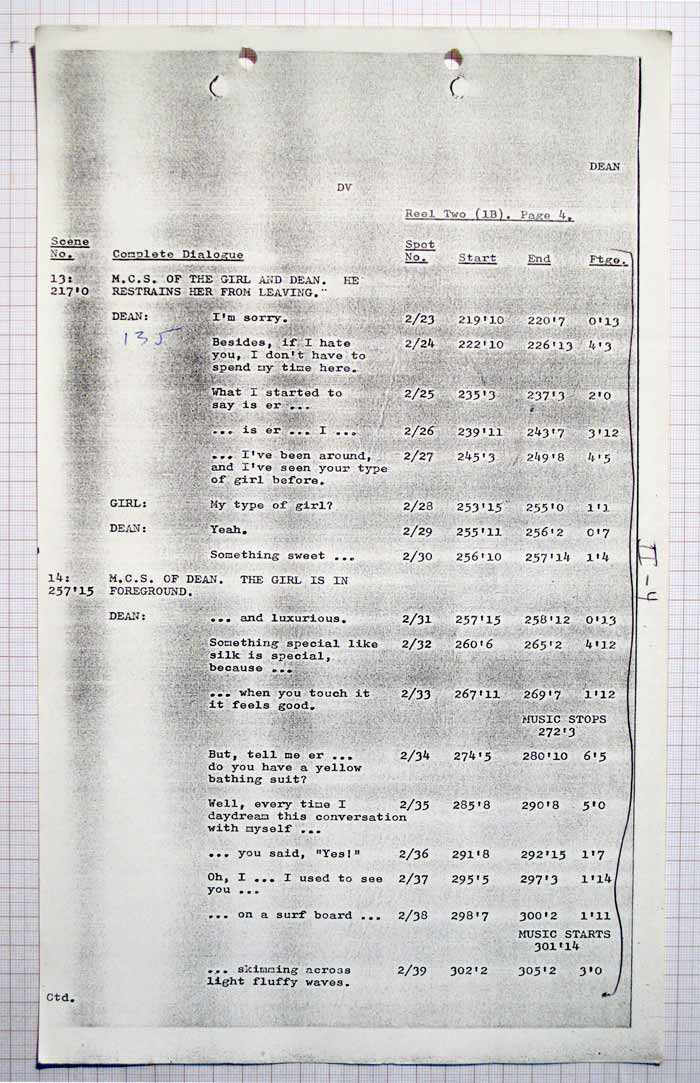 DEAN
DV
Reel Two (1B). Page 4.
Scene No. Complete Dialogue Spot No. Start End Ftge.
13: M.C.S. OF THE GIRL AND DEAN. HE
217'0 RESTRAINS HER FROM LEAVING."
DEAN: I'm sorry. 2/23 219'10 220'7 0'13
135
Besides, if I hate 2/24 222'10 226'13 4'3
you, I don't have to
spend my time here.
What I started to 2/25 235'3 237'3 2'0
say is er ...
... is er ... I ... 2/26 239'11 243'7 3'12
... I've been around, 2/27 245'3 249'8 4'5
and I've seen your type
of girl before.
GIRL: My type of girl? 2/28 253'15 255'0 1'1
DEAN: Yeah. 2/29 255'11 256'2 0'7
Something sweet ... 2/30 256'10 257'14 1'4
II-4
14: M.C.S. OF DEAN. THE GIRL IS IN
257'15 FOREGROUND.
DEAN: ... and luxurious. 2/31 257'15 258'12 0'13
Something special like 2/32 260'6 265'2 4'12
silk is special,
because ...
... when you touch it 2/33 267'11 269'7 1'12
it feels good.
MUSIC STOPS
272'3
But, tell me er ... 2/34 274'5 280'10 6'5
do you have a yellow
bathing suit?
Well, every time I 2/35 285'8 290'8 5'0
daydream this conversation
with myself ...
... you said, "Yes!" 2/36 291'8 292'15 1'7
Oh, I ... I used to see 2/37 295'5 297'3 1'14
you ...
... on a surf board ... 2/38 298'7 300'2 1'11
MUSIC STARTS
301'14
... skimming across 2/39 302'2 305'2 3'0
light fluffy waves.
Ctd.